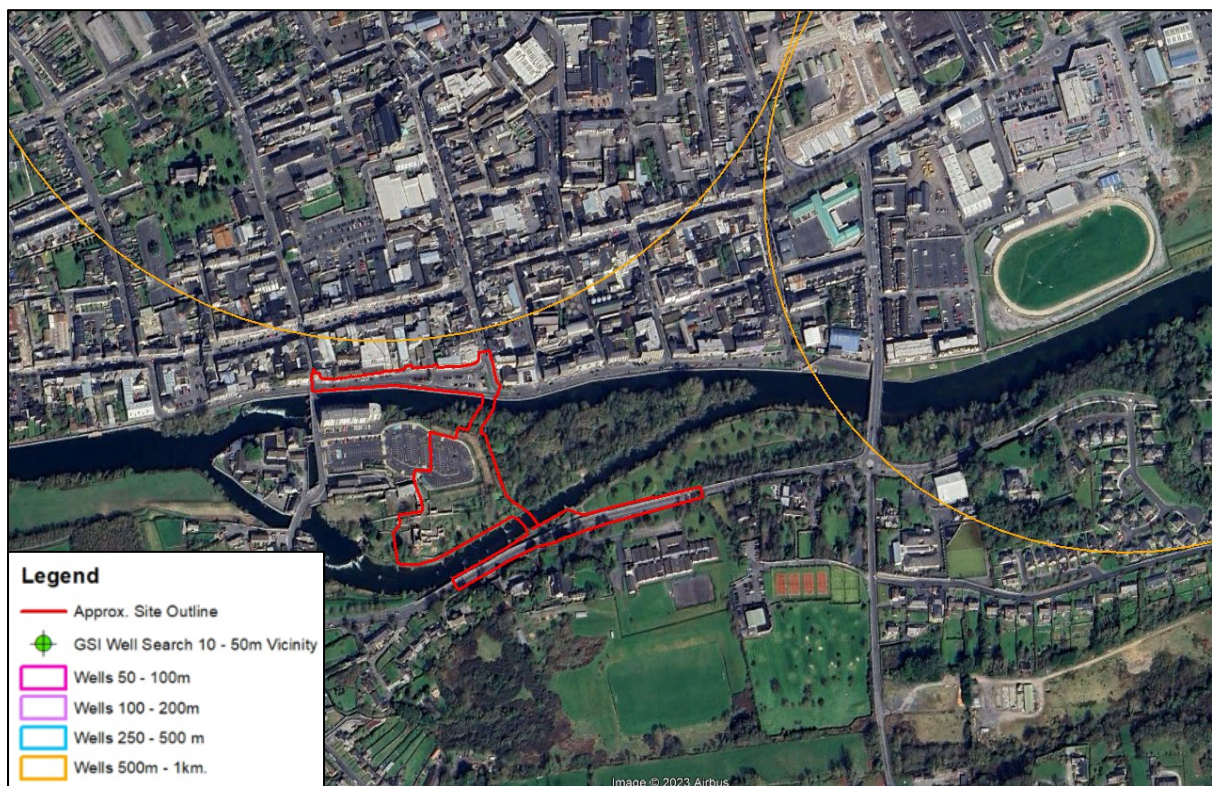 Legend
Approx. Site Outline
GSI Well Search 10 - 50m Vicinity
Wells 50 - 100m
Wells 100 - 200m
Wells 250 - 500 m
Wells 500m - 1km.
Image © 2023 Airbus